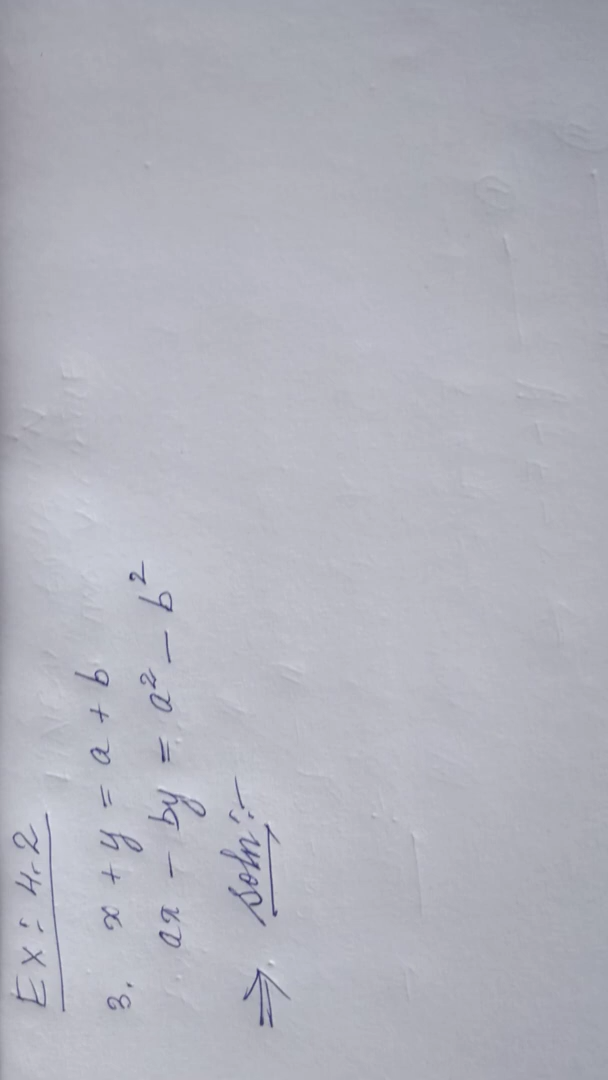 Ex:- 4.2
3. x + y = a + b
ax - by = a² - b²
⇒ Soln:-